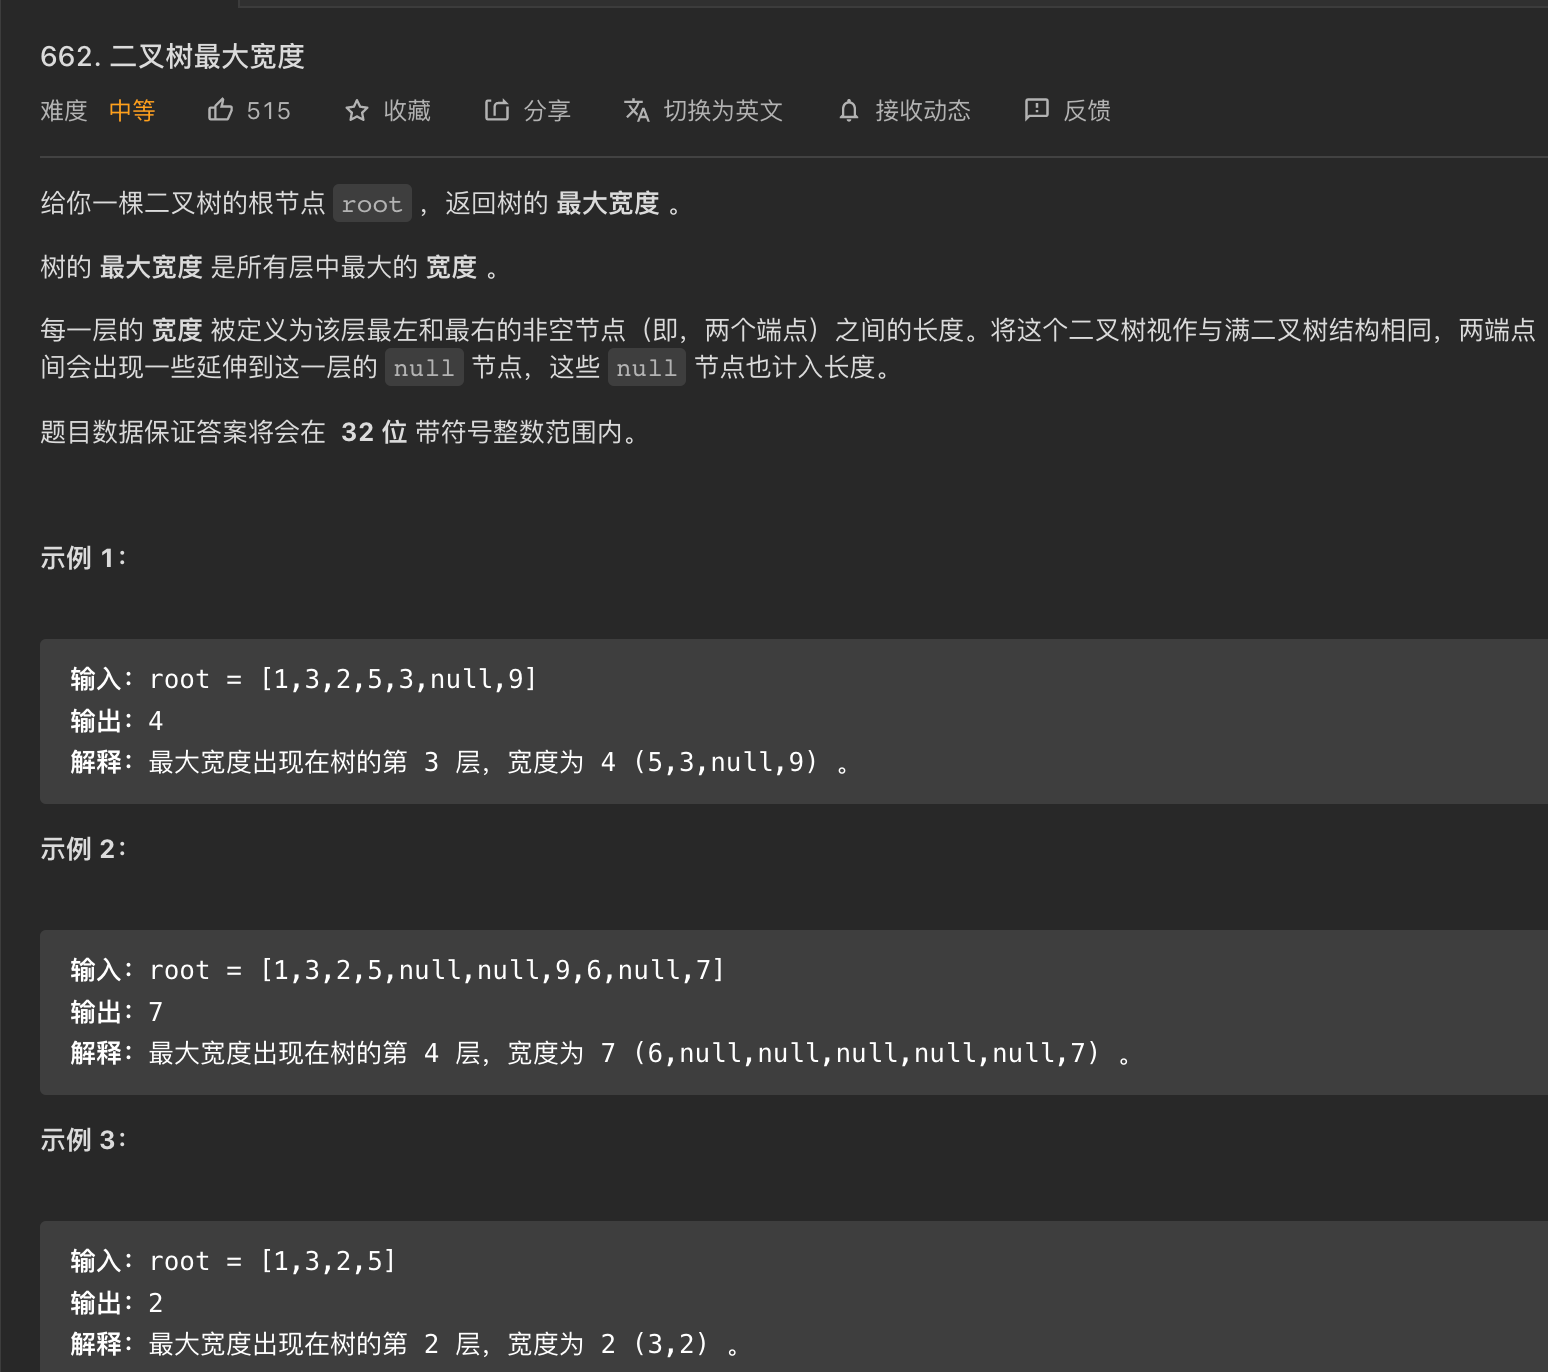 662. 二叉树最大宽度
难度 中等 515 收藏 分享 切换为英文 接收动态 反馈
给你一棵二叉树的根节点 root ，返回树的 最大宽度 。
树的 最大宽度 是所有层中最大的 宽度 。
每一层的 宽度 被定义为该层最左和最右的非空节点（即，两个端点）之间的长度。将这个二叉树视作与满二叉树结构相同，两端点
间会出现一些延伸到这一层的 null 节点，这些 null 节点也计入长度。
题目数据保证答案将会在 32 位 带符号整数范围内。
示例 1：
输入：root = [1,3,2,5,3,null,9]
输出：4
解释：最大宽度出现在树的第 3 层，宽度为 4 (5,3,null,9) 。
示例 2：
输入：root = [1,3,2,5,null,null,9,6,null,7]
输出：7
解释：最大宽度出现在树的第 4 层，宽度为 7 (6,null,null,null,null,null,7) 。
示例 3：
输入：root = [1,3,2,5]
输出：2
解释：最大宽度出现在树的第 2 层，宽度为 2 (3,2) 。